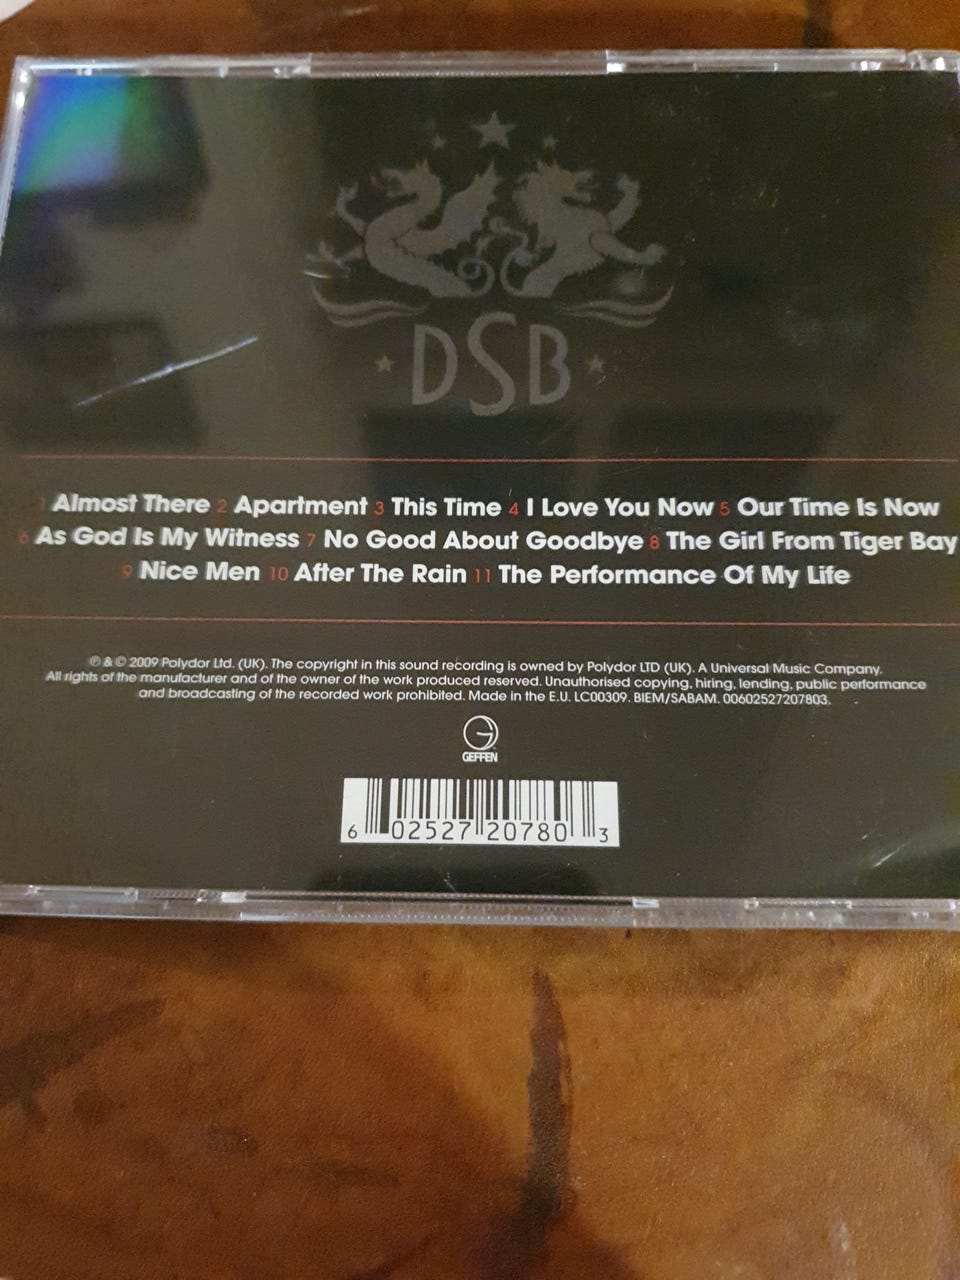 DSB
1 Almost There 2 Apartment 3 This Time 4 I Love You Now 5 Our Time Is Now
6 As God Is My Witness 7 No Good About Goodbye 8 The Girl From Tiger Bay
9 Nice Men 10 After The Rain 11 The Performance Of My Life
℗ & © 2009 Polydor Ltd. (UK). The copyright in this sound recording is owned by Polydor LTD (UK). A Universal Music Company.
All rights of the manufacturer and of the owner of the work produced reserved. Unauthorised copying, hiring, lending, public performance
and broadcasting of the recorded work prohibited. Made in the E.U. LC00309. BIEM/SABAM. 00602527207803.
GEFFEN
6 02527 20780 3